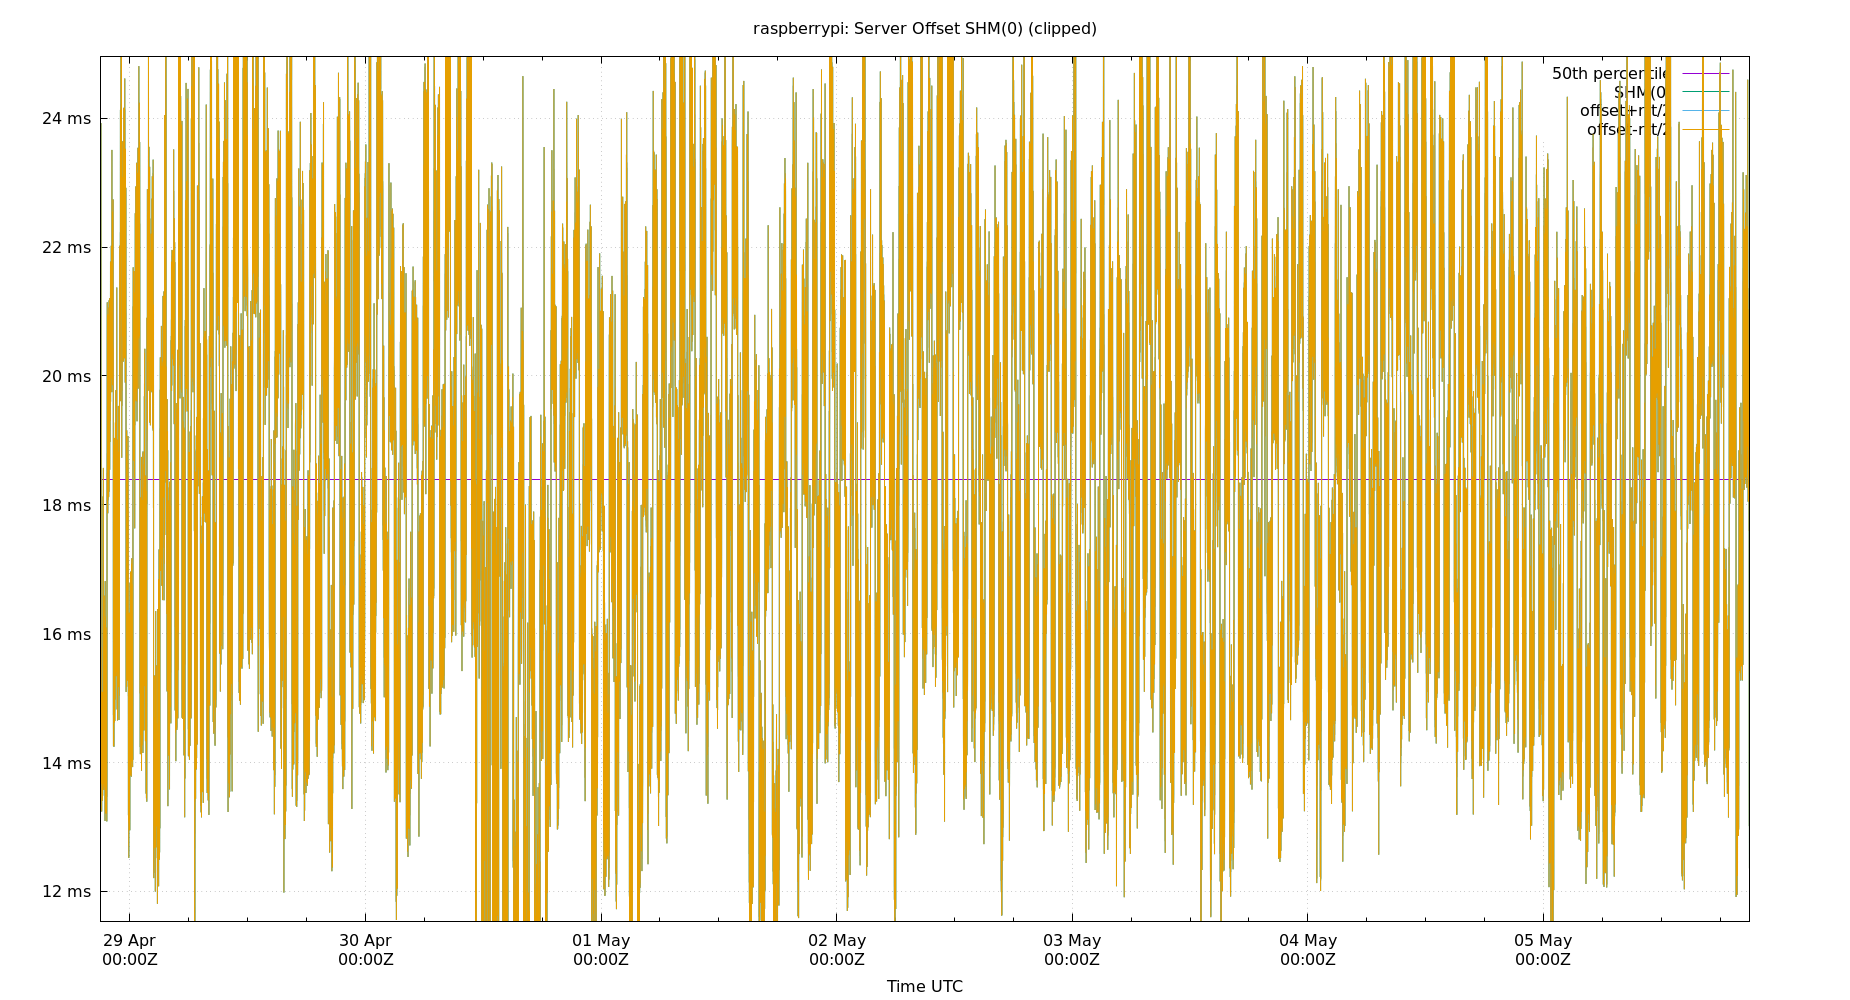 raspberrypi: Server Offset SHM(0) (clipped)
50th percentile
SHM(0)
offset+rtt/2
offset-rtt/2
24 ms
22 ms
20 ms
18 ms
16 ms
14 ms
12 ms
29 Apr 30 Apr 01 May 02 May 03 May 04 May 05 May
00:00Z 00:00Z 00:00Z 00:00Z 00:00Z 00:00Z 00:00Z
Time UTC